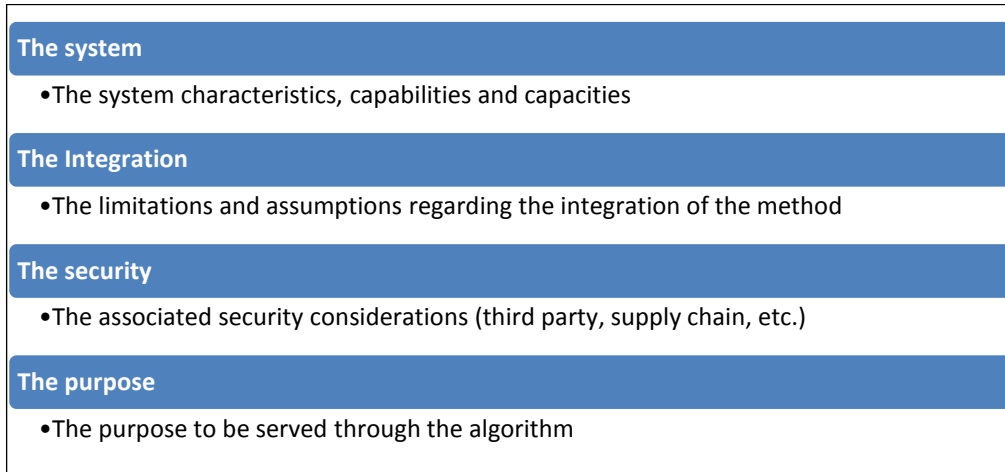 The system
•The system characteristics, capabilities and capacities
The Integration
•The limitations and assumptions regarding the integration of the method
The security
•The associated security considerations (third party, supply chain, etc.)
The purpose
•The purpose to be served through the algorithm